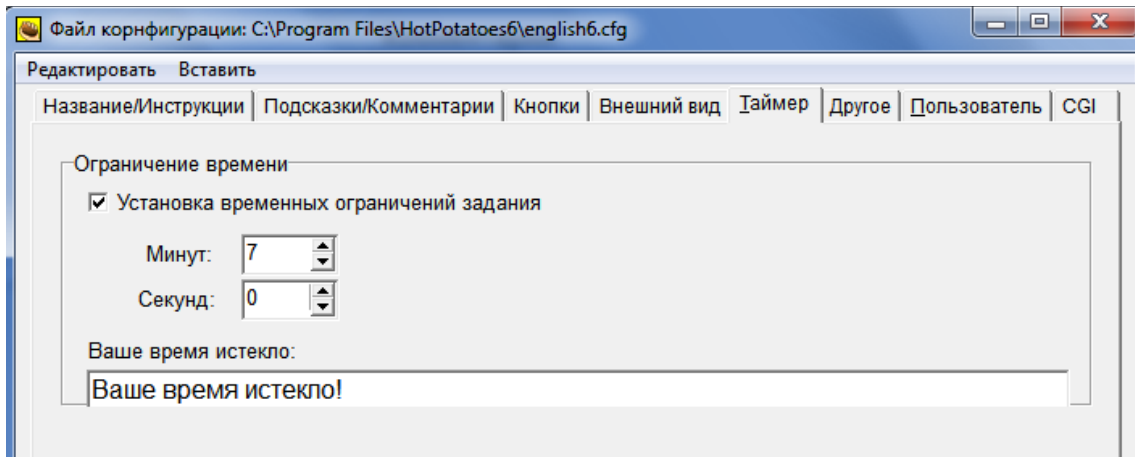 Файл корнфигурации: C:\Program Files\HotPotatoes6\english6.cfg
Редактировать Вставить
Название/Инструкции Подсказки/Комментарии Кнопки Внешний вид Таймер Другое Пользователь CGI
Ограничение времени
Установка временных ограничений задания
Минут: 7
Секунд: 0
Ваше время истекло:
Ваше время истекло!